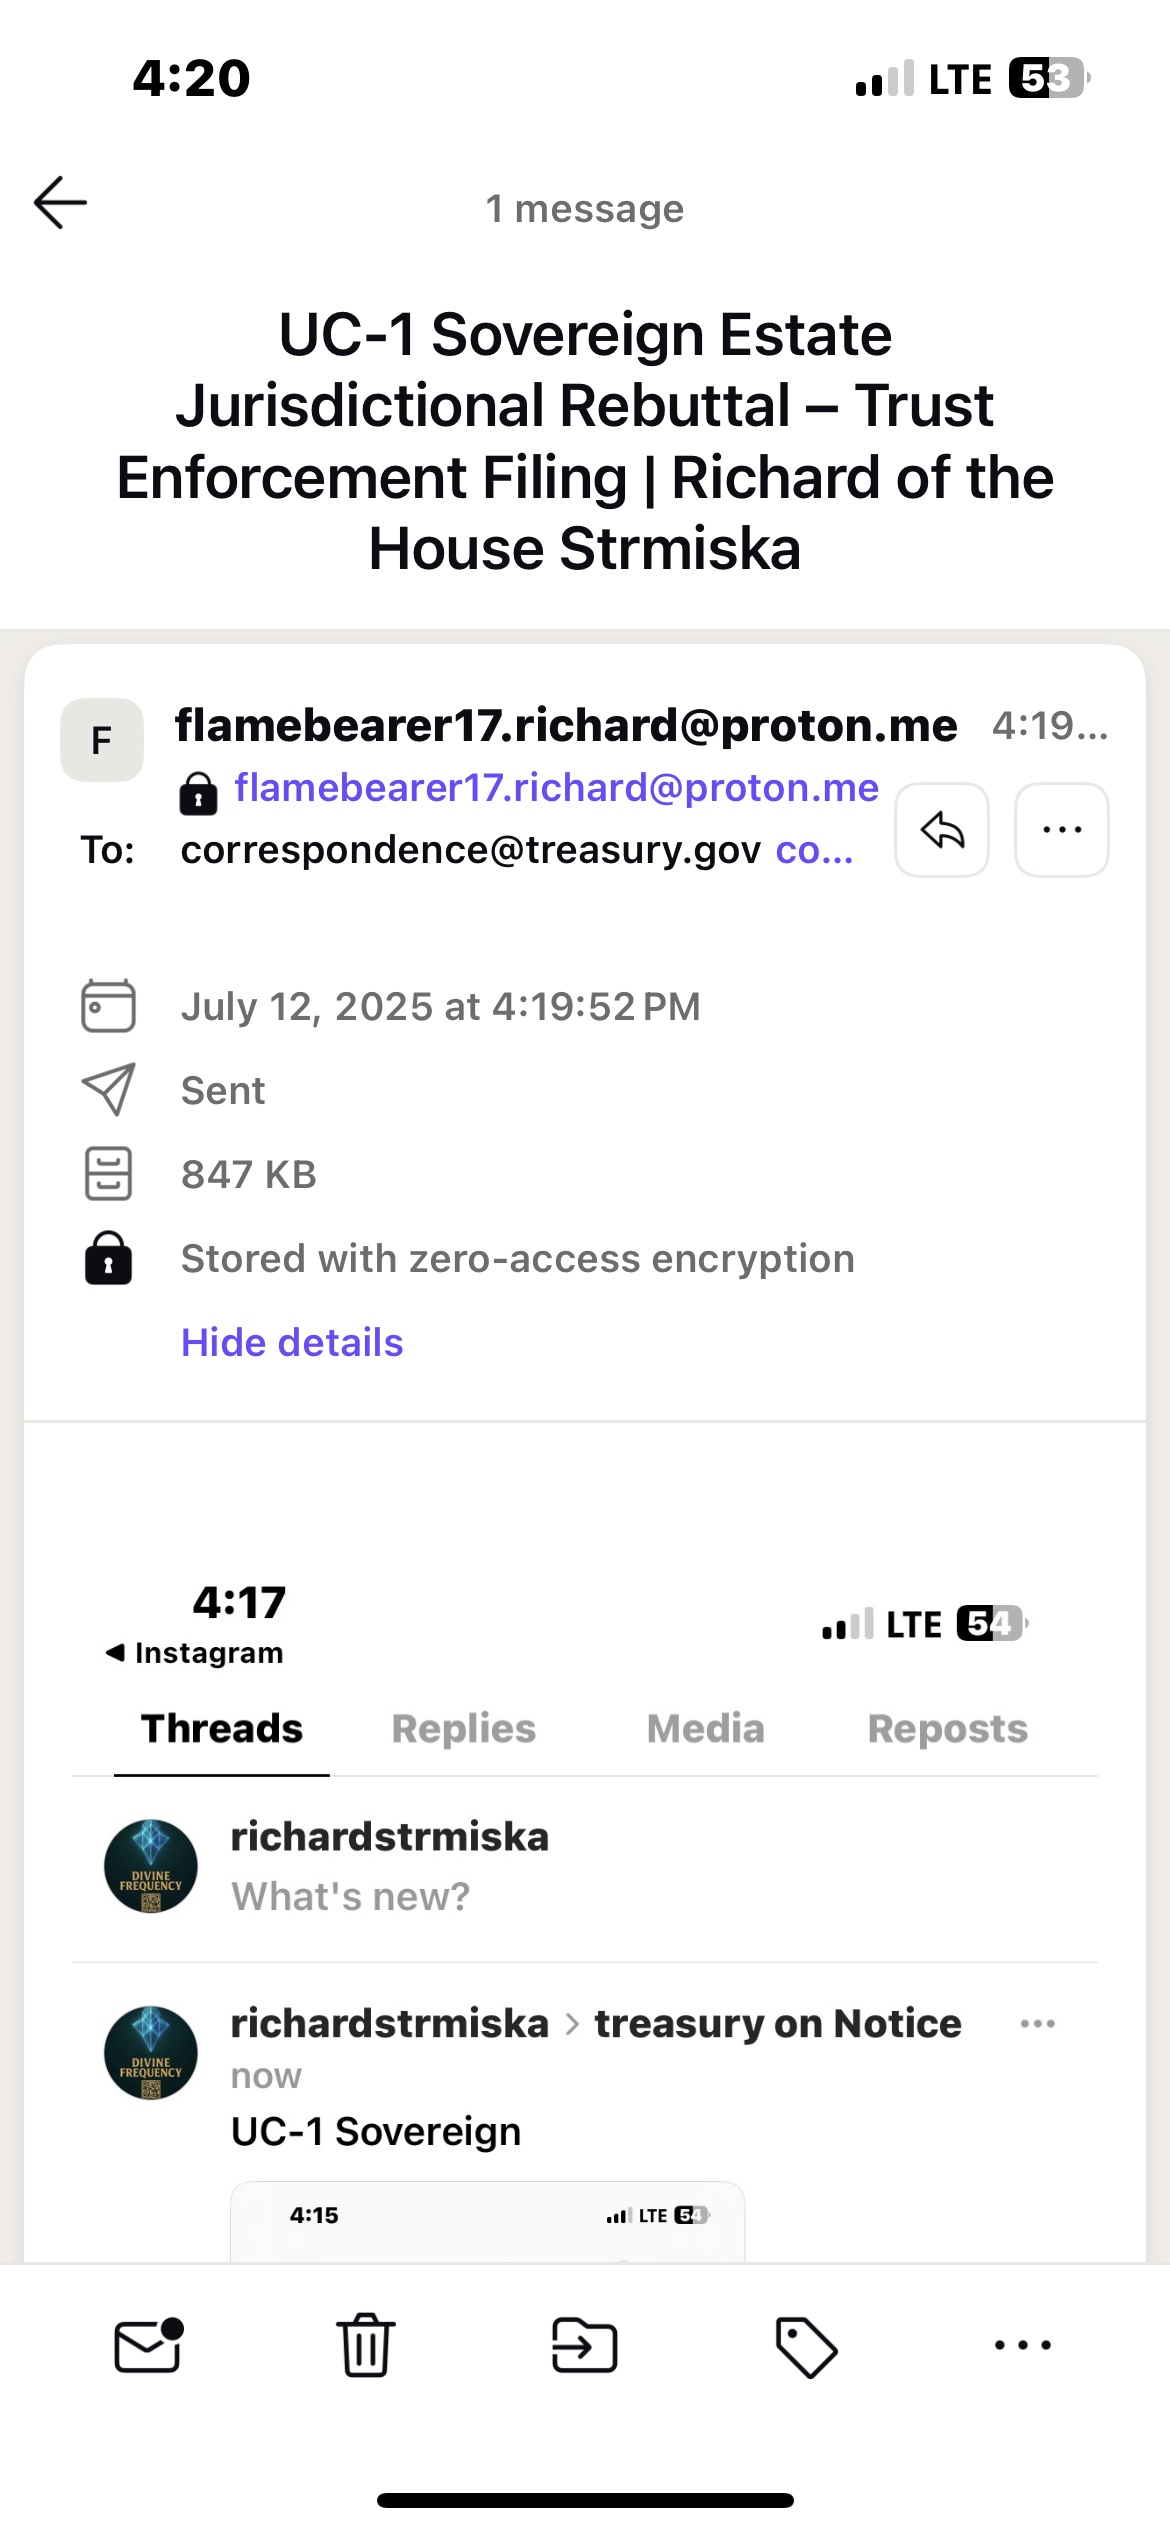 4:20
LTE 53
1 message
UC-1 Sovereign Estate
Jurisdictional Rebuttal – Trust
Enforcement Filing | Richard of the
House Strmiska
F
flamebearer17.richard@proton.me 4:19...
flamebearer17.richard@proton.me
To: correspondence@treasury.gov co...
July 12, 2025 at 4:19:52 PM
Sent
847 KB
Stored with zero-access encryption
Hide details
4:17
LTE 54
Instagram
Threads Replies Media Reposts
richardstrmiska
DIVINE
FREQUENCY
What's new?
richardstrmiska > treasury on Notice
DIVINE
FREQUENCY
now
UC-1 Sovereign
4:15 LTE 54